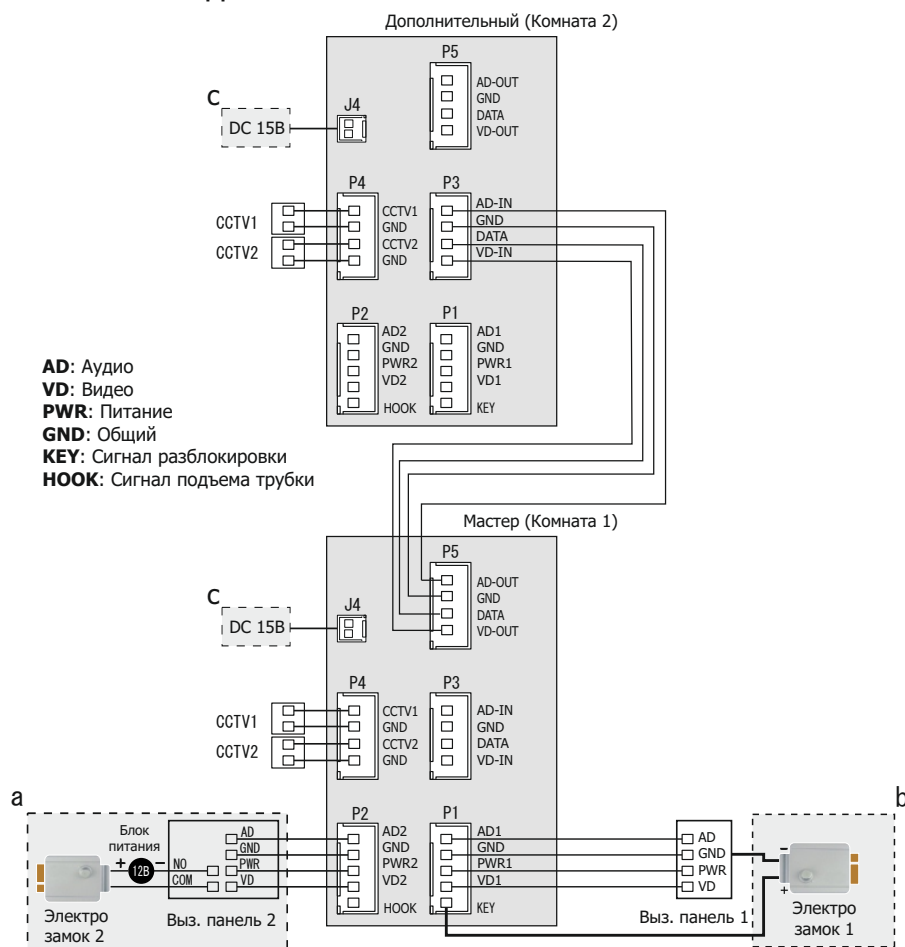 Дополнительный (Комната 2)
P5
AD-OUT
GND
DATA
VD-OUT
C
DC 15В
J4
P4
CCTV1
GND
CCTV2
GND
CCTV1
CCTV2
P3
AD-IN
GND
DATA
VD-IN
P2
AD2
GND
PWR2
VD2
HOOK
P1
AD1
GND
PWR1
VD1
KEY
AD: Аудио
VD: Видео
PWR: Питание
GND: Общий
KEY: Сигнал разблокировки
HOOK: Сигнал подъема трубки
Мастер (Комната 1)
P5
AD-OUT
GND
DATA
VD-OUT
C
DC 15В
J4
P4
CCTV1
GND
CCTV2
GND
CCTV1
CCTV2
P3
AD-IN
GND
DATA
VD-IN
a
Блок
питания
+ 12В −
NO
COM
AD
GND
PWR
VD
Электро
замок 2
Выз. панель 2
P2
AD2
GND
PWR2
VD2
HOOK
P1
AD1
GND
PWR1
VD1
KEY
b
AD
GND
PWR
VD
−
+
Выз. панель 1
Электро
замок 1